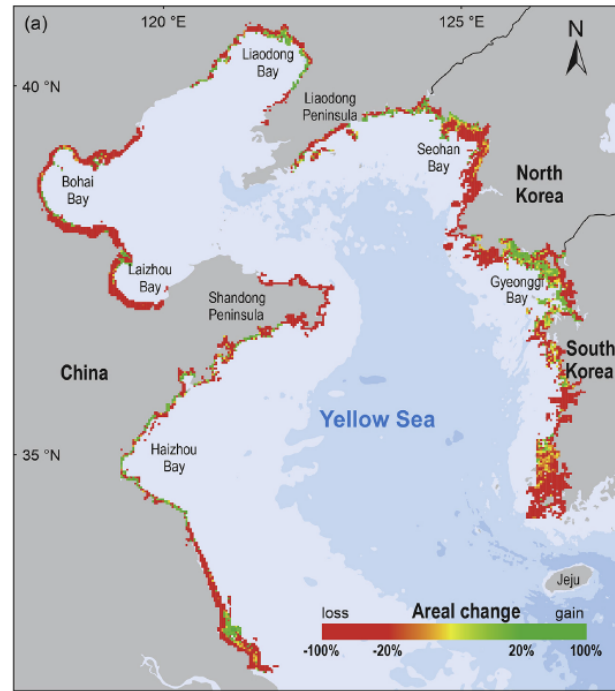 (a)
120 °E
125 °E
N
40 °N
Liaodong
Bay
Liaodong
Peninsula
Seohan
Bay
North
Korea
Bohai
Bay
Laizhou
Bay
Gyeonggi
Bay
Shandong
Peninsula
South
Korea
China
Yellow Sea
35 °N
Haizhou
Bay
Jeju
loss Areal change gain
-100% -20% 20% 100%